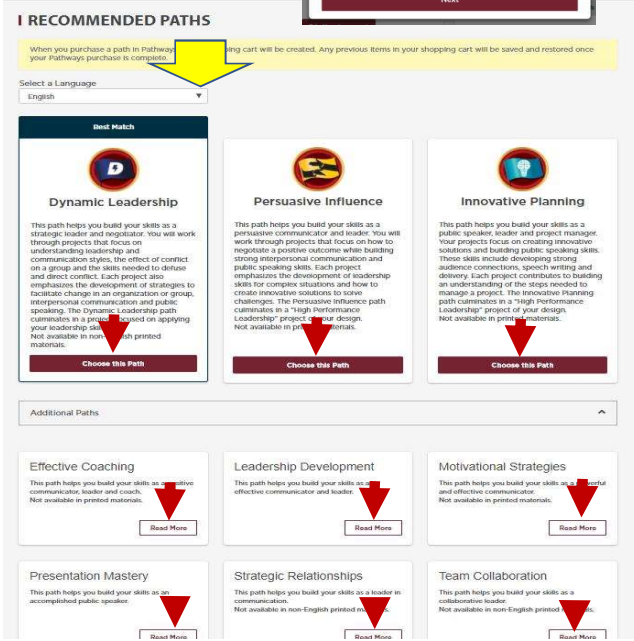 Next
RECOMMENDED PATHS
When you purchase a path in Pathways ping cart will be created. Any previous items in your shopping cart will be saved and restored once
your Pathways purchase is complete.
Select a Language
English
Best Match
Dynamic Leadership
This path helps you build your skills as a
strategic leader and negotiator. You will work
through projects that focus on
understanding leadership and
communication styles, the effect of conflict
on a group and the skills needed to defuse
and direct conflict. Each project also
emphasizes the development of strategies to
facilitate change in an organization or group,
interpersonal communication and public
speaking. The Dynamic Leadership path
culminates in a project focused on applying
your leadership
Not available in non-English printed
materials.
Choose this Path
Persuasive Influence
This path helps you build your skills as a
persuasive communicator and leader. You will
work through projects that focus on how to
negotiate a positive outcome while building
strong interpersonal communication and
public speaking skills. Each project
emphasizes the development of leadership
skills for complex situations and how to
create innovative solutions to solve
challenges. The Persuasive Influence path
culminates in a "High Performance
Leadership" project of your design.
Not available in printed materials.
Choose this Path
Innovative Planning
This path helps you build your skills as a
public speaker, leader and project manager.
Your projects focus on creating innovative
solutions and building public speaking skills.
These skills include developing strong
audience connections, speech writing and
delivery. Each project contributes to building
an understanding of the steps needed to
manage a project. The Innovative Planning
path culminates in a "High Performance
Leadership" project of your design.
Not available in printed materials.
Choose this Path
Additional Paths
Effective Coaching
This path helps you build your skills as a positive
communicator, leader and coach.
Not available in printed materials.
Read More
Leadership Development
This path helps you build your skills as an
effective communicator and leader.
Read More
Motivational Strategies
This path helps you build your skills as a powerful
and effective communicator.
Not available in printed materials.
Read More
Presentation Mastery
This path helps you build your skills as an
accomplished public speaker.
Read More
Strategic Relationships
This path helps you build your skills as a leader in
communication.
Not available in non-English printed materials.
Read More
Team Collaboration
This path helps you build your skills as a
collaborative leader.
Not available in non-English printed materials.
Read More